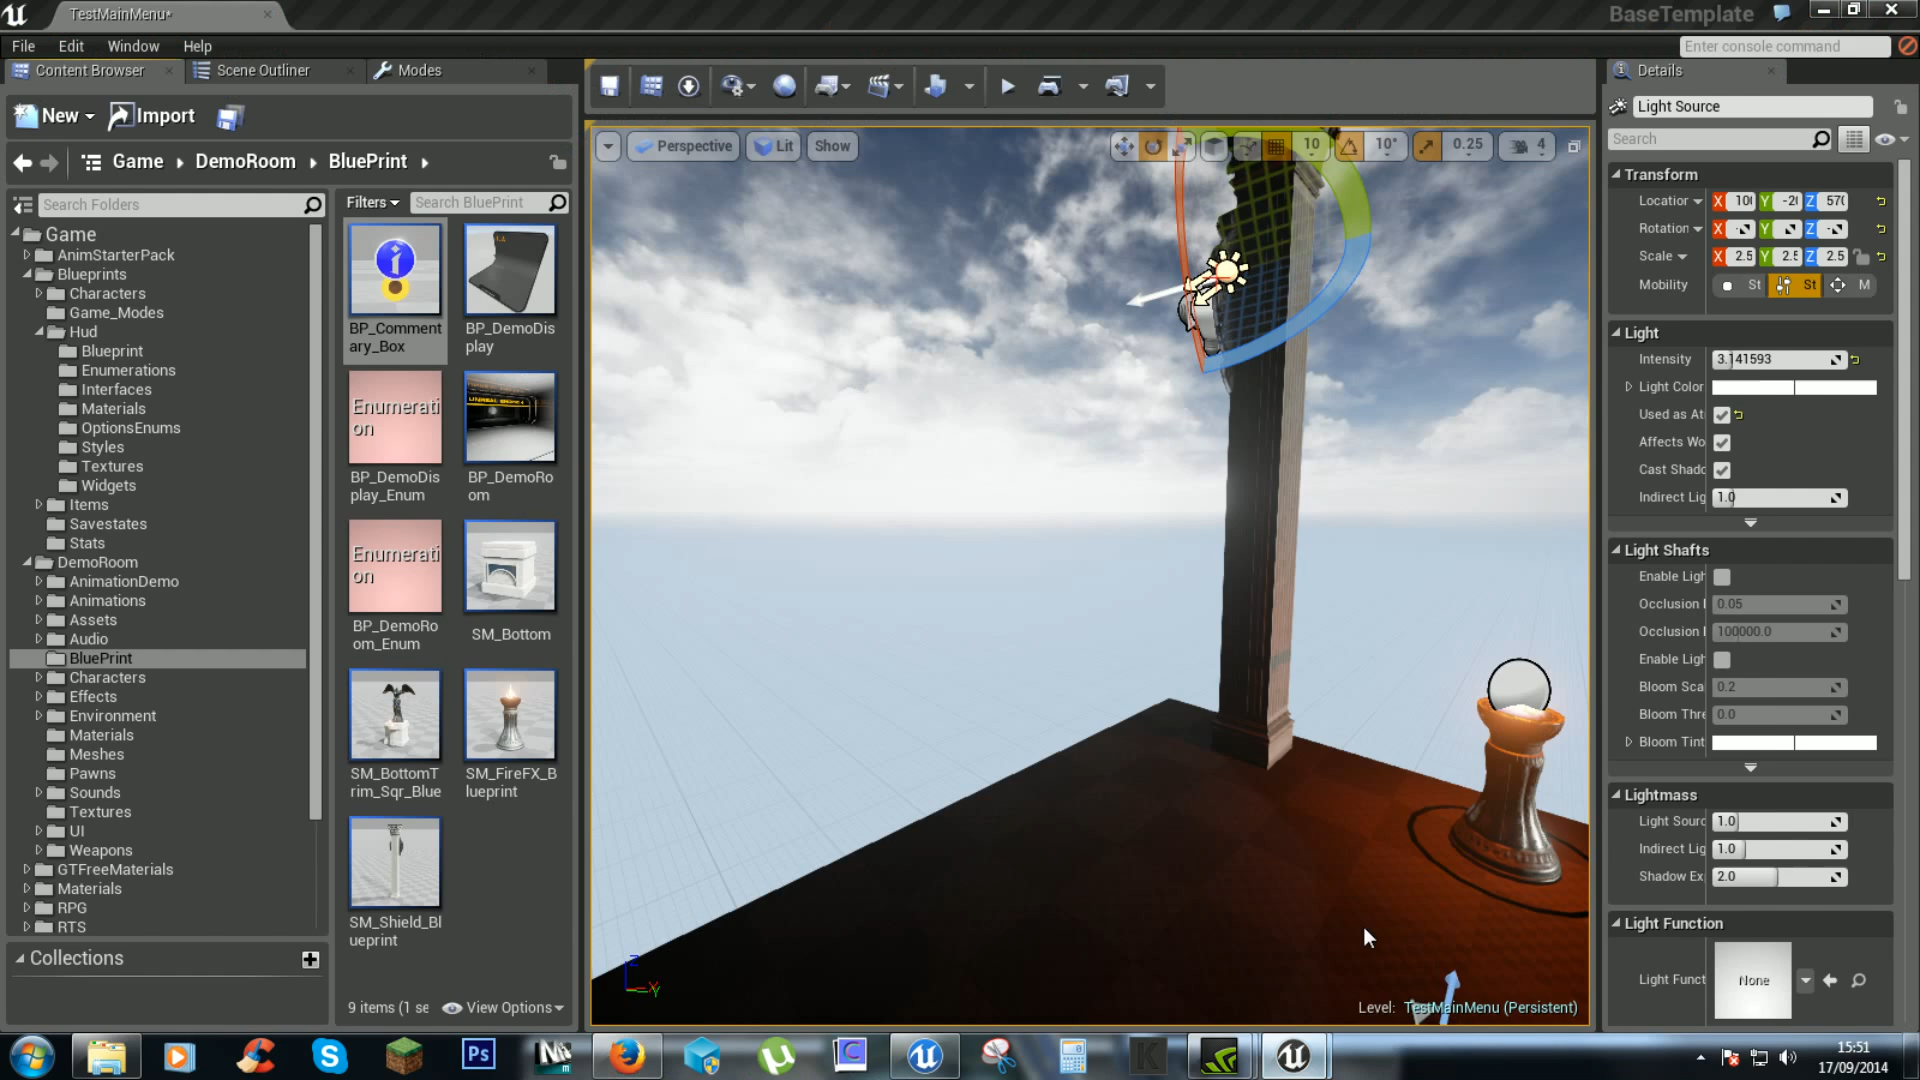 TestMainMenu*
BaseTemplate
File Edit Window Help
Enter console command
Content Browser
Scene Outliner
Modes
Details
New
Import
Light Source
Game DemoRoom BluePrint
Perspective Lit Show
10 10° 0.25 4
Search
Search Folders
Filters
Search BluePrint
Game
AnimStarterPack
Blueprints
Characters
Game_Modes
Hud
Blueprint
Enumerations
Interfaces
Materials
OptionsEnums
Styles
Textures
Widgets
Items
Savestates
Stats
DemoRoom
AnimationDemo
Animations
Assets
Audio
BluePrint
Characters
Effects
Environment
Materials
Meshes
Pawns
Sounds
Textures
UI
Weapons
GTFreeMaterials
Materials
RPG
RTS
Collections
BP_Comment
ary_Box
BP_DemoDis
play
Enumerati
on
BP_DemoDis
play_Enum
BP_DemoRo
om
Enumerati
on
BP_DemoRo
om_Enum
SM_Bottom
SM_BottomT
rim_Sqr_Blue
SM_FireFX_B
lueprint
SM_Shield_Bl
ueprint
9 items (1 se
View Options
Z
Y
Level: TestMainMenu (Persistent)
Transform
Location X 10 Y -2 Z 570
Rotation X - Y Z -
Scale X 2.5 Y 2.5 Z 2.5
Mobility St St M
Light
Intensity 3.141593
Light Color
Used as At
Affects Wo
Cast Shado
Indirect Lig 1.0
Light Shafts
Enable Ligh
Occlusion 0.05
Occlusion 100000.0
Enable Ligh
Bloom Sca 0.2
Bloom Thre 0.0
Bloom Tint
Lightmass
Light Sourc 1.0
Indirect Lig 1.0
Shadow Ex 2.0
Light Function
Light Funct None
Ps
15:51
17/09/2014